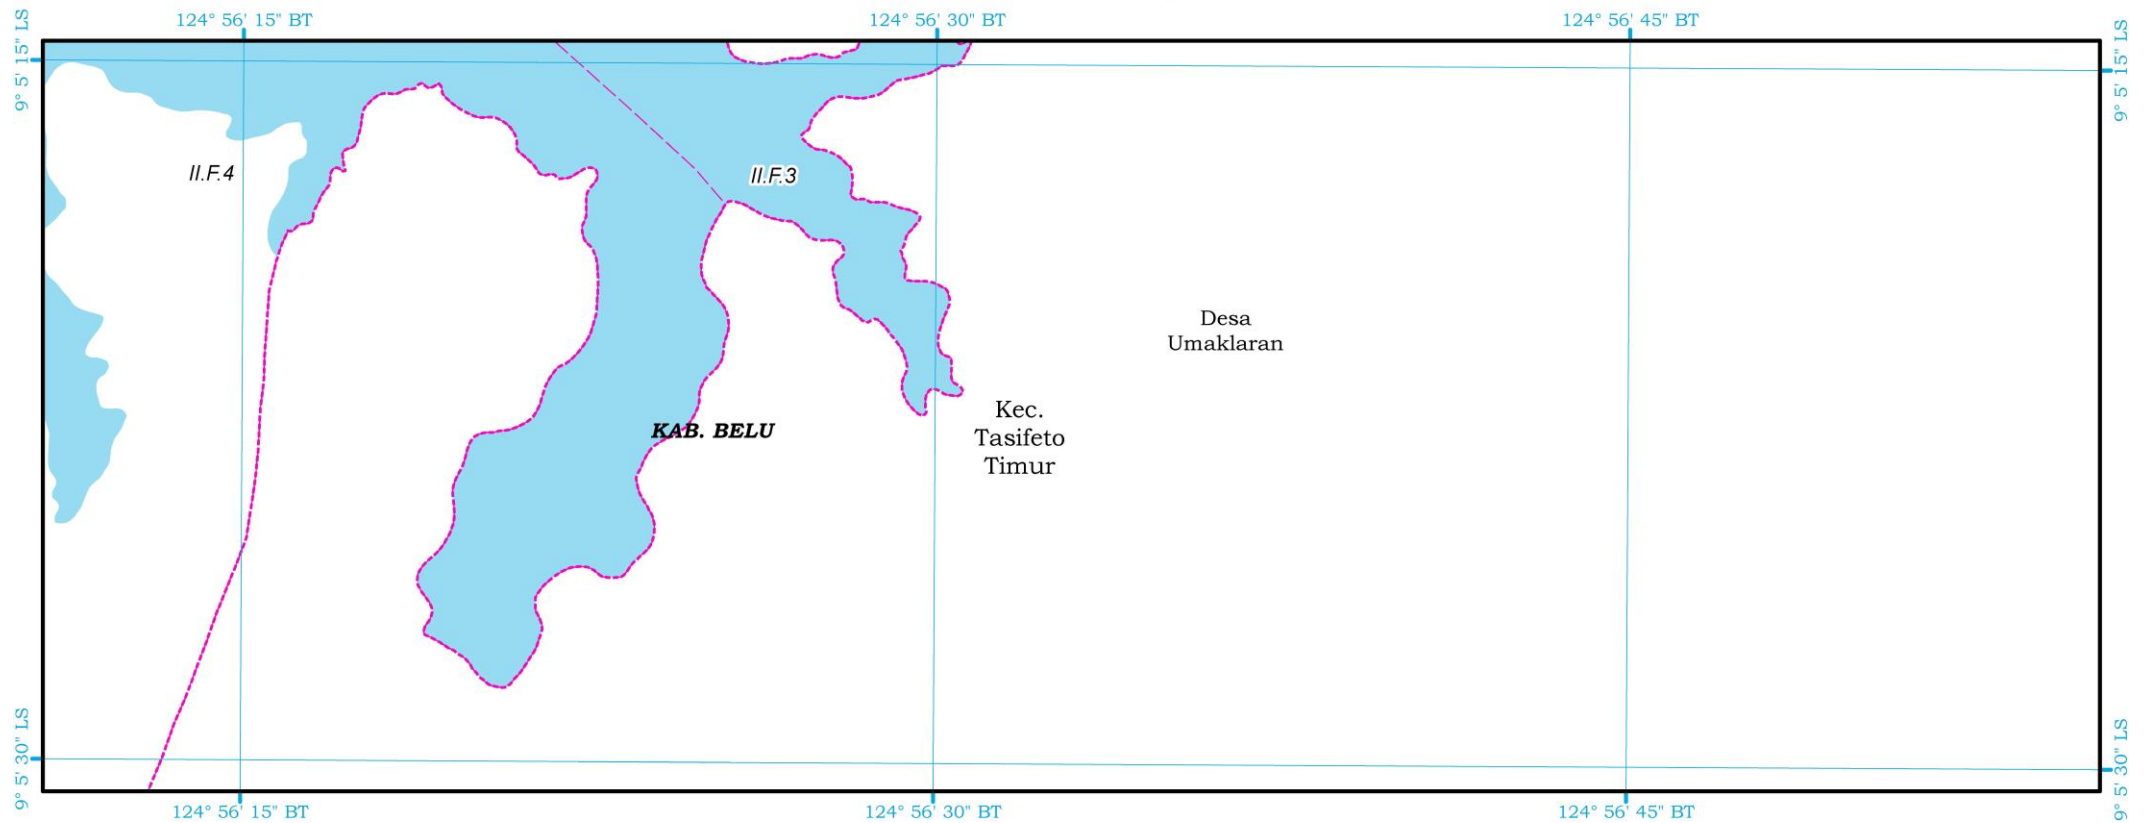 124° 56' 15" BT
124° 56' 30" BT
124° 56' 45" BT
9° 5' 15" LS
9° 5' 15" LS
II.F.4
II.F.3
Desa
Umaklaran
Kec.
Tasifeto
Timur
KAB. BELU
9° 5' 30" LS
9° 5' 30" LS
124° 56' 15" BT
124° 56' 30" BT
124° 56' 45" BT